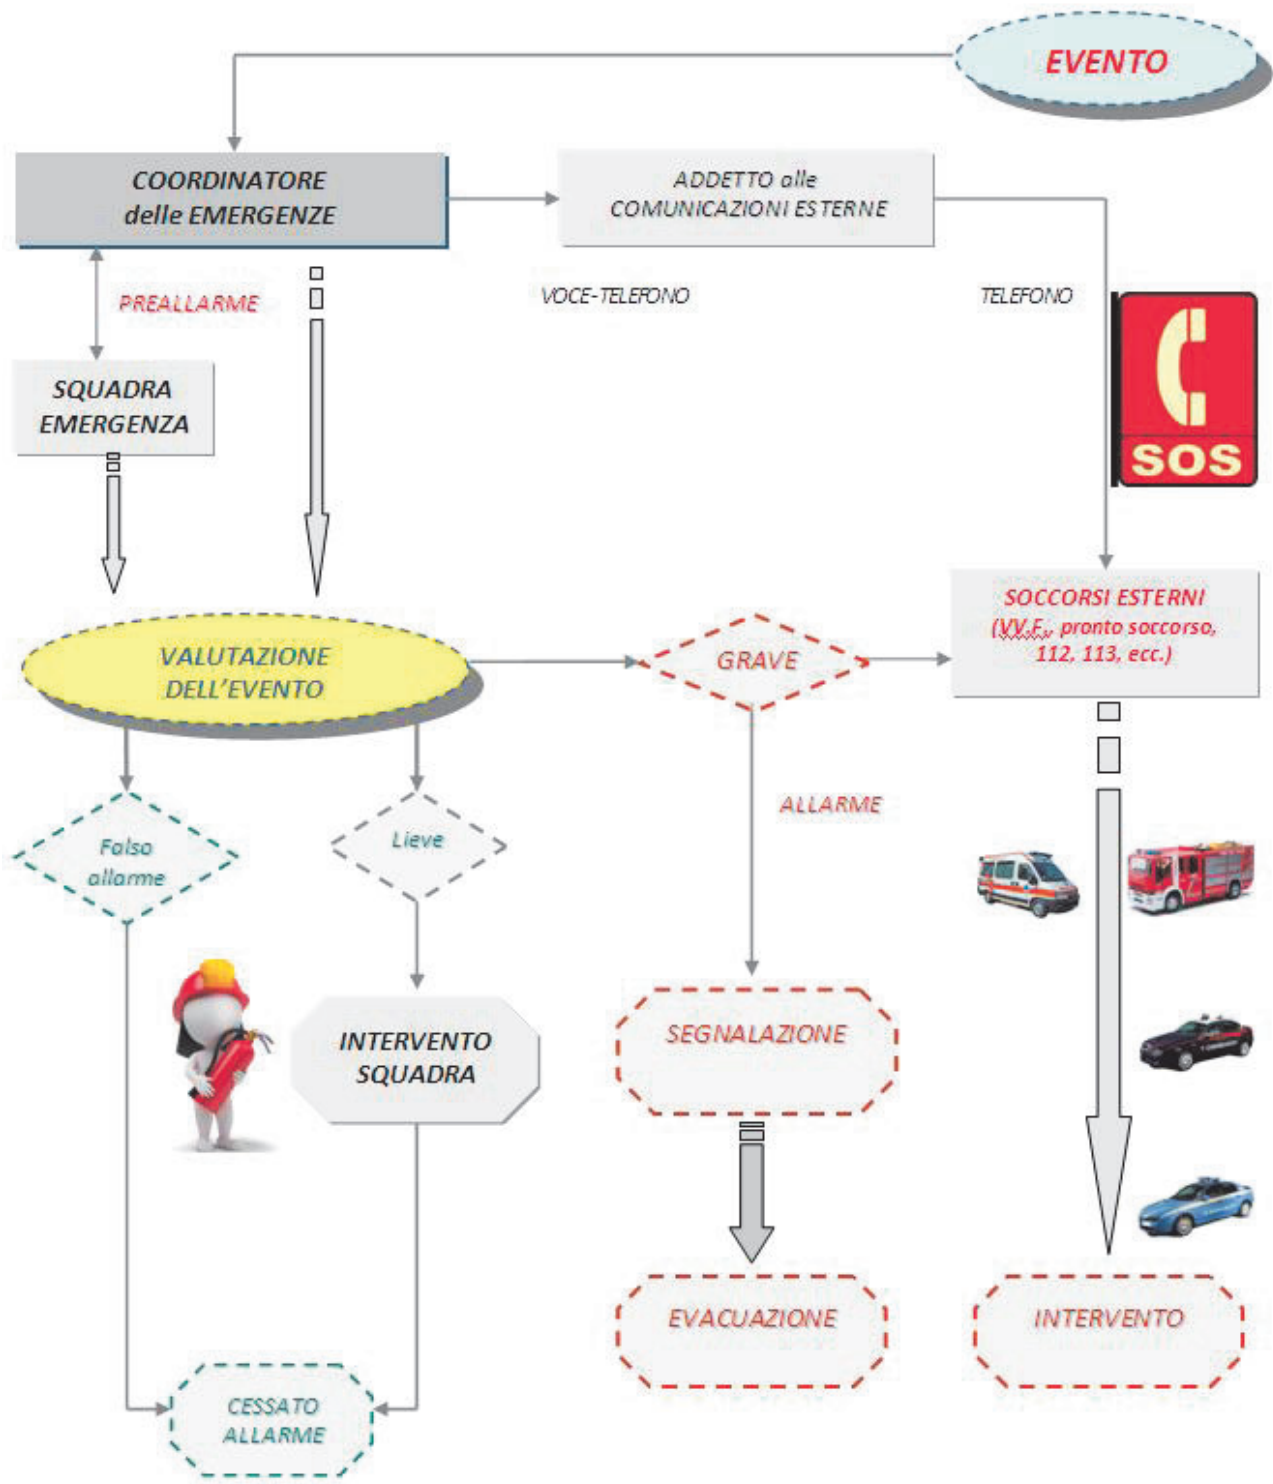 EVENTO
COORDINATORE
delle EMERGENZE
ADDETTO alle
COMUNICAZIONI ESTERNE
PREALLARME
VOCE-TELEFONO
TELEFONO
SOS
SQUADRA
EMERGENZA
SOCCORSI ESTERNI
(VV.F., pronto soccorso,
112, 113, ecc.)
VALUTAZIONE
DELL'EVENTO
GRAVE
ALLARME
Falso
allarme
Lieve
INTERVENTO
SQUADRA
SEGNALAZIONE
EVACUAZIONE
INTERVENTO
CESSATO
ALLARME